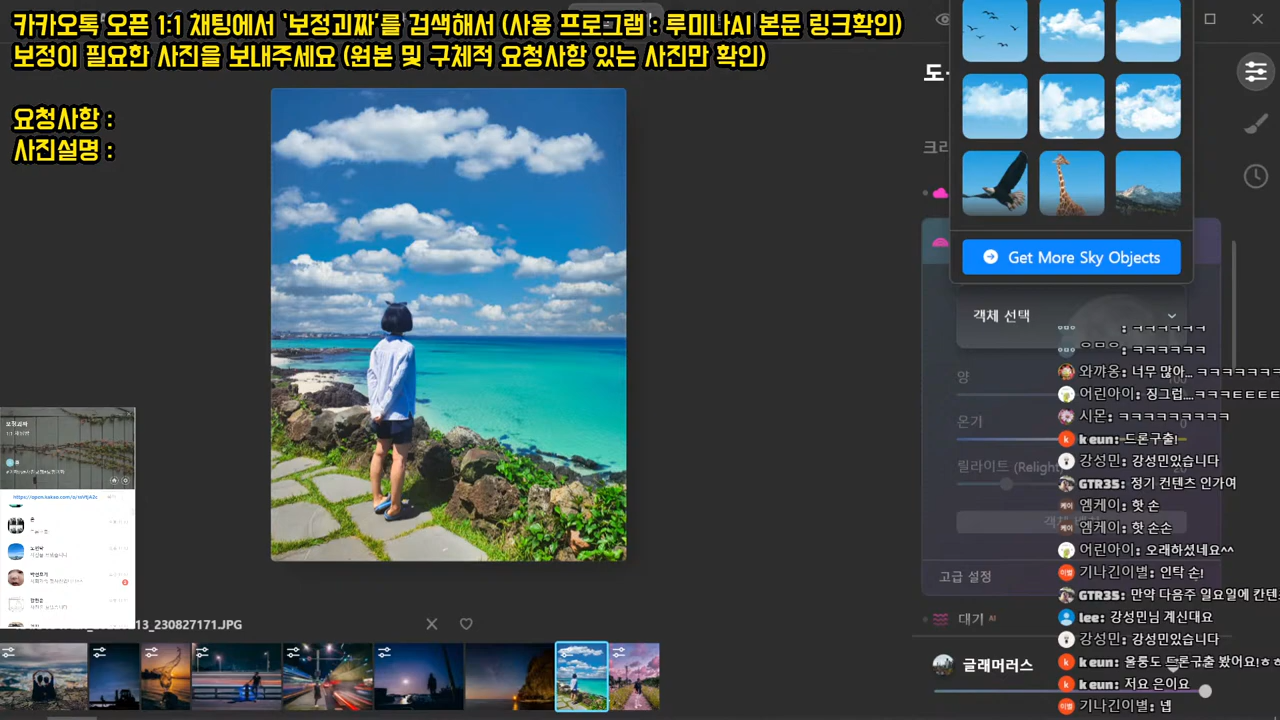 카카오톡 오픈 1:1 채팅에서 '보정괴짜'를 검색해서 (사용 프로그램 : 루미나AI 본문 링크확인)
보정이 필요한 사진을 보내주세요 (원본 및 구체적 요청사항 있는 사진만 확인)
요청사항 :
사진설명 :
도
크리
Get More Sky Objects
객체 선택
양
온기
릴라이트 (Relight)
고급 설정
대기 AI
글래머러스
: ㅋㅋㅋㅋㅋㅋ
ㅇㅁㅇ: ㅋㅋㅋㅋㅋㅋ
와꺄옹: 너무 많아... ㅋㅋㅋㅋㅋㅋㅋ
어린아이: 징그럽....ㅋㅋㅋㅌㅌㅌㅌ
시몬: ㅋㅋㅋㅋㅋㅋㅋㅋㅋ
k eun: 드론구출!
강성민: 강성민있습니다
GTR35: 정기 컨텐츠 인가여
엠케이: 핫 손
엠케이: 핫 손손
어린아이: 오래하셨네요^^
기나긴이별: 인탁 손!
GTR35: 만약 다음주 일요일에 칸텐츠
lee: 강성민님 계신대요
강성민: 강성민있습니다
k eun: 울릉도 드론구출 봤어요!ㅎㅎ
k eun: 저요 은이요
기나긴이별: 넵
13_230827171.JPG